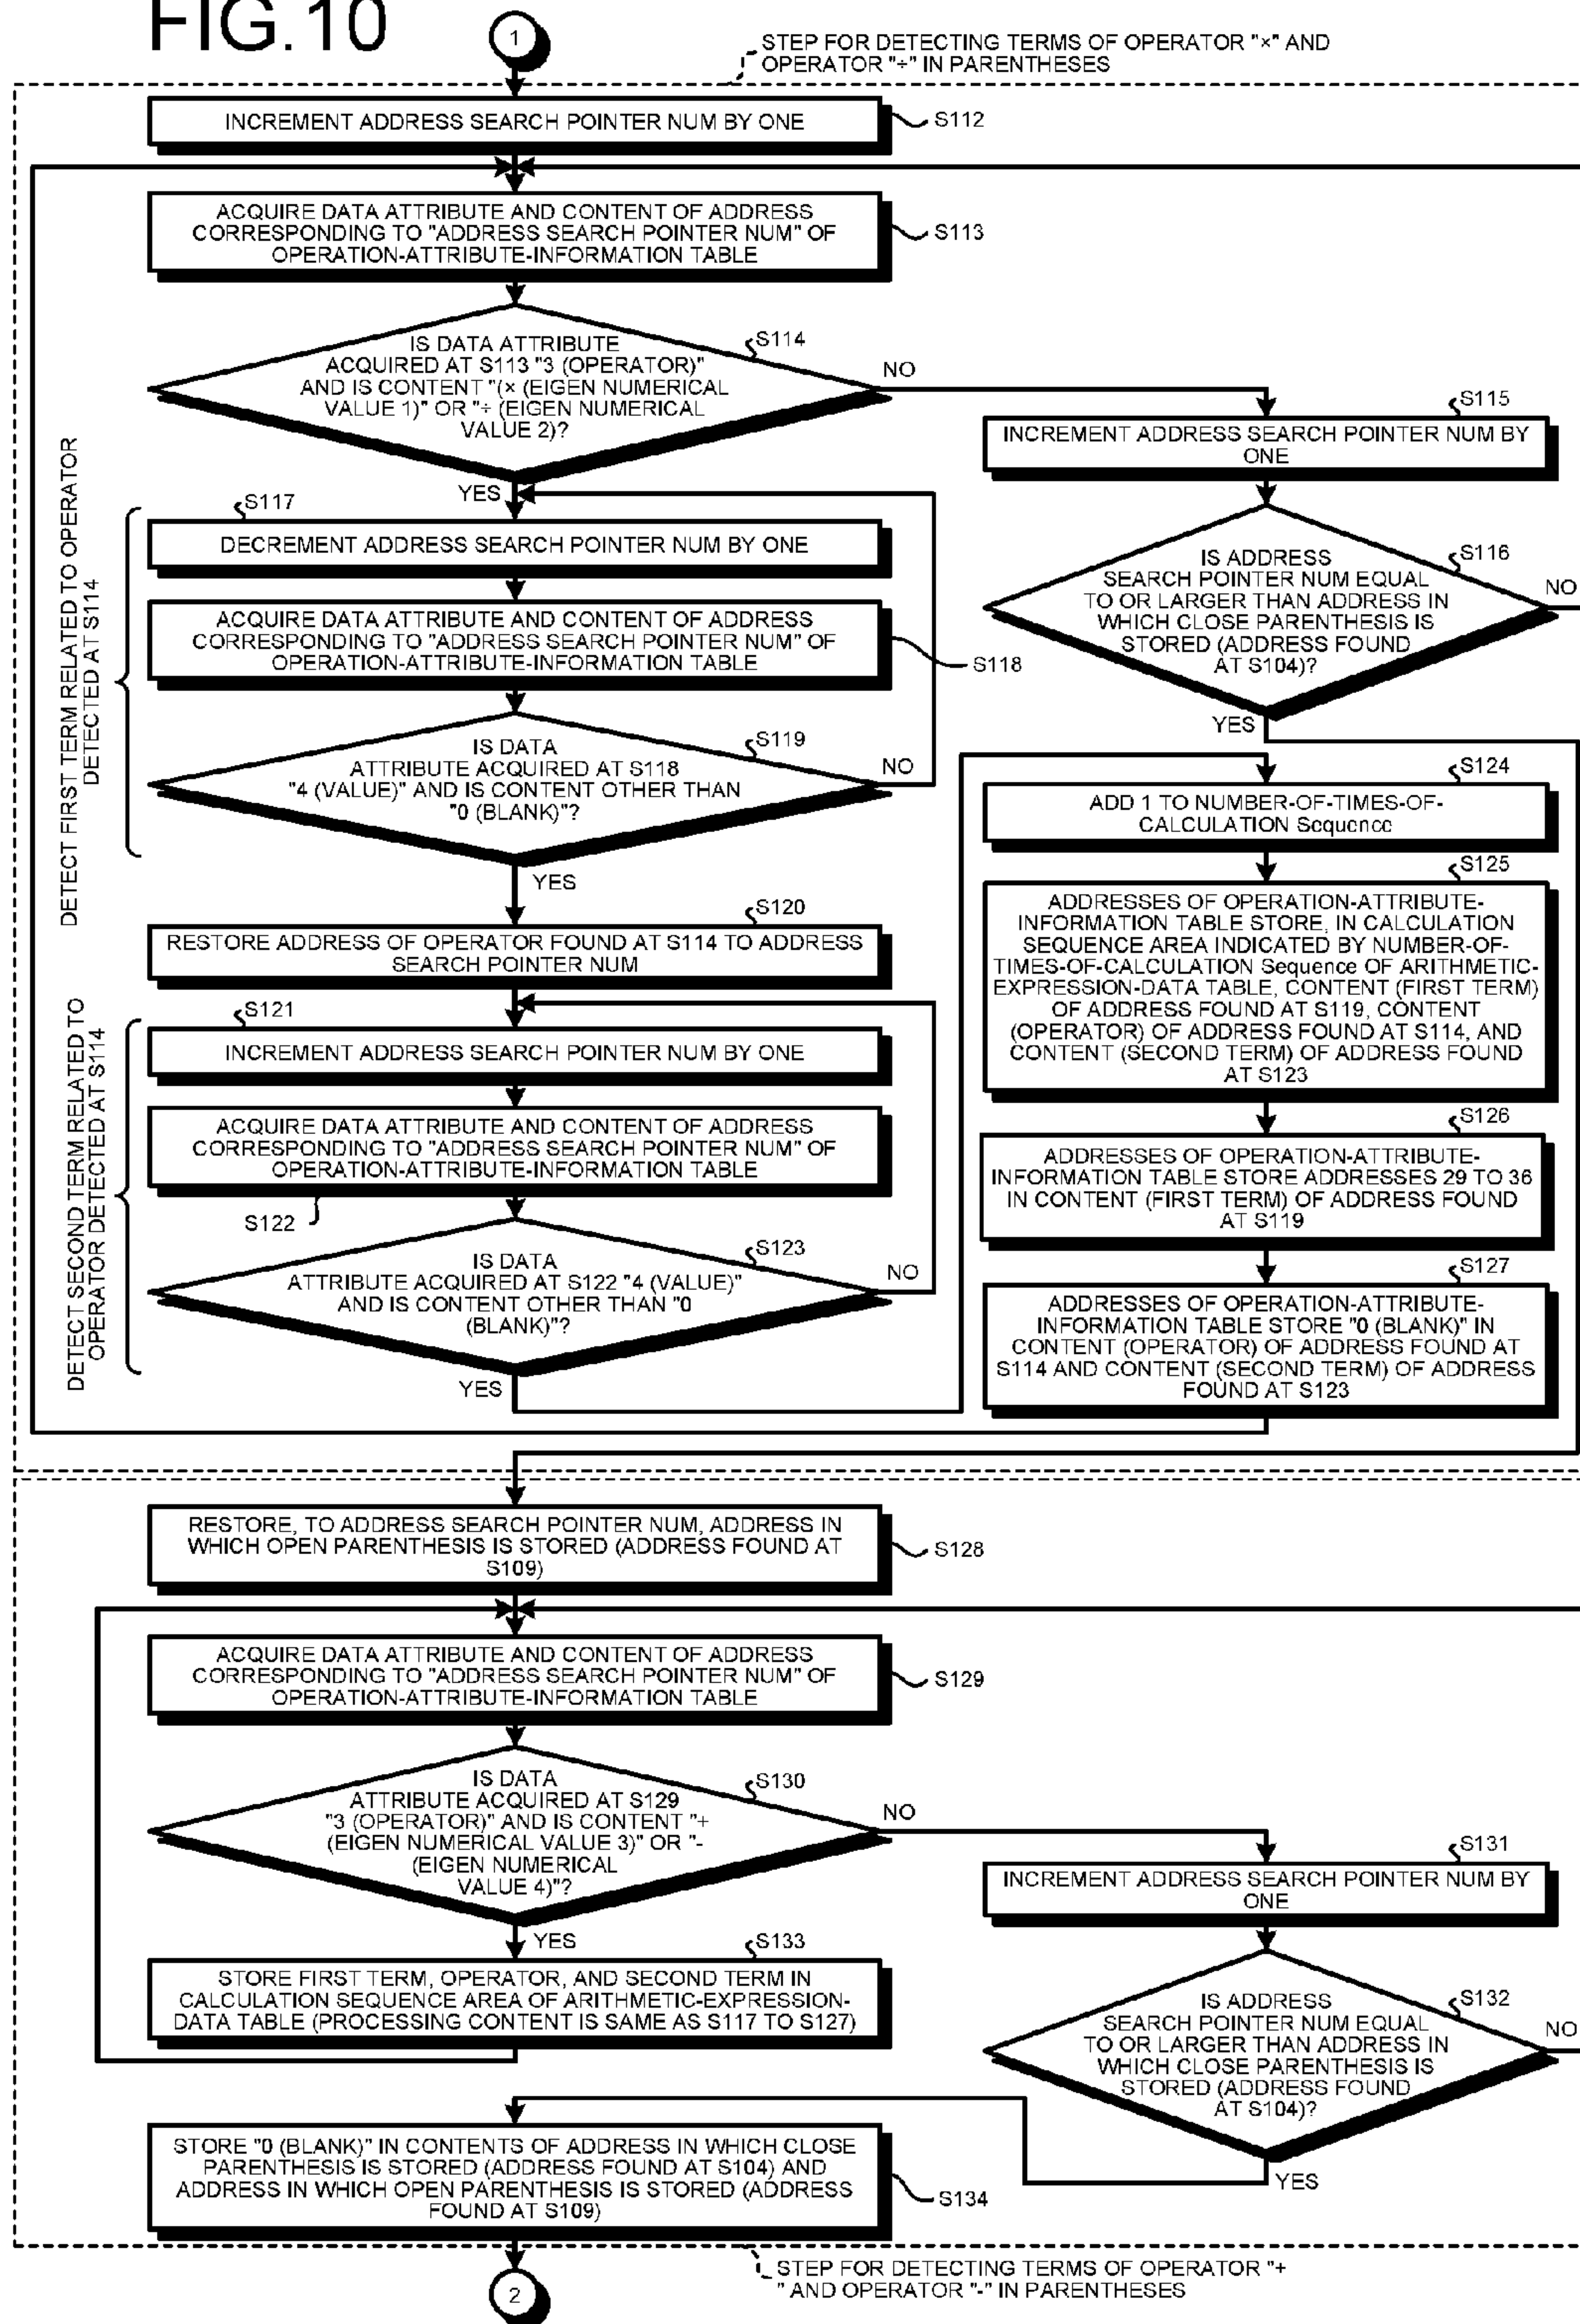 FIG.10
1
STEP FOR DETECTING TERMS OF OPERATOR "×" AND
OPERATOR "÷" IN PARENTHESES
INCREMENT ADDRESS SEARCH POINTER NUM BY ONE
S112
ACQUIRE DATA ATTRIBUTE AND CONTENT OF ADDRESS
CORRESPONDING TO "ADDRESS SEARCH POINTER NUM" OF
OPERATION-ATTRIBUTE-INFORMATION TABLE
S113
IS DATA ATTRIBUTE
ACQUIRED AT S113 "3 (OPERATOR)"
AND IS CONTENT "(× (EIGEN NUMERICAL
VALUE 1)" OR "÷ (EIGEN NUMERICAL
VALUE 2)?
S114
NO
YES
S115
INCREMENT ADDRESS SEARCH POINTER NUM BY
ONE
S116
IS ADDRESS
SEARCH POINTER NUM EQUAL
TO OR LARGER THAN ADDRESS IN
WHICH CLOSE PARENTHESIS IS
STORED (ADDRESS FOUND
AT S104)?
NO
YES
DETECT FIRST TERM RELATED TO OPERATOR
DETECTED AT S114
S117
DECREMENT ADDRESS SEARCH POINTER NUM BY ONE
ACQUIRE DATA ATTRIBUTE AND CONTENT OF ADDRESS
CORRESPONDING TO "ADDRESS SEARCH POINTER NUM" OF
OPERATION-ATTRIBUTE-INFORMATION TABLE
S118
IS DATA
ATTRIBUTE ACQUIRED AT S118
"4 (VALUE)" AND IS CONTENT OTHER THAN
"0 (BLANK)"?
S119
NO
YES
S120
RESTORE ADDRESS OF OPERATOR FOUND AT S114 TO ADDRESS
SEARCH POINTER NUM
DETECT SECOND TERM RELATED TO
OPERATOR DETECTED AT S114
S121
INCREMENT ADDRESS SEARCH POINTER NUM BY ONE
ACQUIRE DATA ATTRIBUTE AND CONTENT OF ADDRESS
CORRESPONDING TO "ADDRESS SEARCH POINTER NUM" OF
OPERATION-ATTRIBUTE-INFORMATION TABLE
S122
IS DATA
ATTRIBUTE ACQUIRED AT S122 "4 (VALUE)"
AND IS CONTENT OTHER THAN "0
(BLANK)"?
S123
NO
YES
S124
ADD 1 TO NUMBER-OF-TIMES-OF-
CALCULATION Sequence
S125
ADDRESSES OF OPERATION-ATTRIBUTE-
INFORMATION TABLE STORE, IN CALCULATION
SEQUENCE AREA INDICATED BY NUMBER-OF-
TIMES-OF-CALCULATION Sequence OF ARITHMETIC-
EXPRESSION-DATA TABLE, CONTENT (FIRST TERM)
OF ADDRESS FOUND AT S119, CONTENT
(OPERATOR) OF ADDRESS FOUND AT S114, AND
CONTENT (SECOND TERM) OF ADDRESS FOUND
AT S123
S126
ADDRESSES OF OPERATION-ATTRIBUTE-
INFORMATION TABLE STORE ADDRESSES 29 TO 36
IN CONTENT (FIRST TERM) OF ADDRESS FOUND
AT S119
S127
ADDRESSES OF OPERATION-ATTRIBUTE-
INFORMATION TABLE STORE "0 (BLANK)" IN
CONTENT (OPERATOR) OF ADDRESS FOUND AT
S114 AND CONTENT (SECOND TERM) OF ADDRESS
FOUND AT S123
RESTORE, TO ADDRESS SEARCH POINTER NUM, ADDRESS IN
WHICH OPEN PARENTHESIS IS STORED (ADDRESS FOUND AT
S109)
S128
ACQUIRE DATA ATTRIBUTE AND CONTENT OF ADDRESS
CORRESPONDING TO "ADDRESS SEARCH POINTER NUM" OF
OPERATION-ATTRIBUTE-INFORMATION TABLE
S129
IS DATA
ATTRIBUTE ACQUIRED AT S129
"3 (OPERATOR)" AND IS CONTENT "+
(EIGEN NUMERICAL VALUE 3)" OR "-
(EIGEN NUMERICAL
VALUE 4)"?
S130
NO
YES
S131
INCREMENT ADDRESS SEARCH POINTER NUM BY
ONE
S132
IS ADDRESS
SEARCH POINTER NUM EQUAL
TO OR LARGER THAN ADDRESS IN
WHICH CLOSE PARENTHESIS IS
STORED (ADDRESS FOUND
AT S104)?
NO
YES
S133
STORE FIRST TERM, OPERATOR, AND SECOND TERM IN
CALCULATION SEQUENCE AREA OF ARITHMETIC-EXPRESSION-
DATA TABLE (PROCESSING CONTENT IS SAME AS S117 TO S127)
STORE "0 (BLANK)" IN CONTENTS OF ADDRESS IN WHICH CLOSE
PARENTHESIS IS STORED (ADDRESS FOUND AT S104) AND
ADDRESS IN WHICH OPEN PARENTHESIS IS STORED (ADDRESS
FOUND AT S109)
S134
STEP FOR DETECTING TERMS OF OPERATOR "+
" AND OPERATOR "-" IN PARENTHESES
2